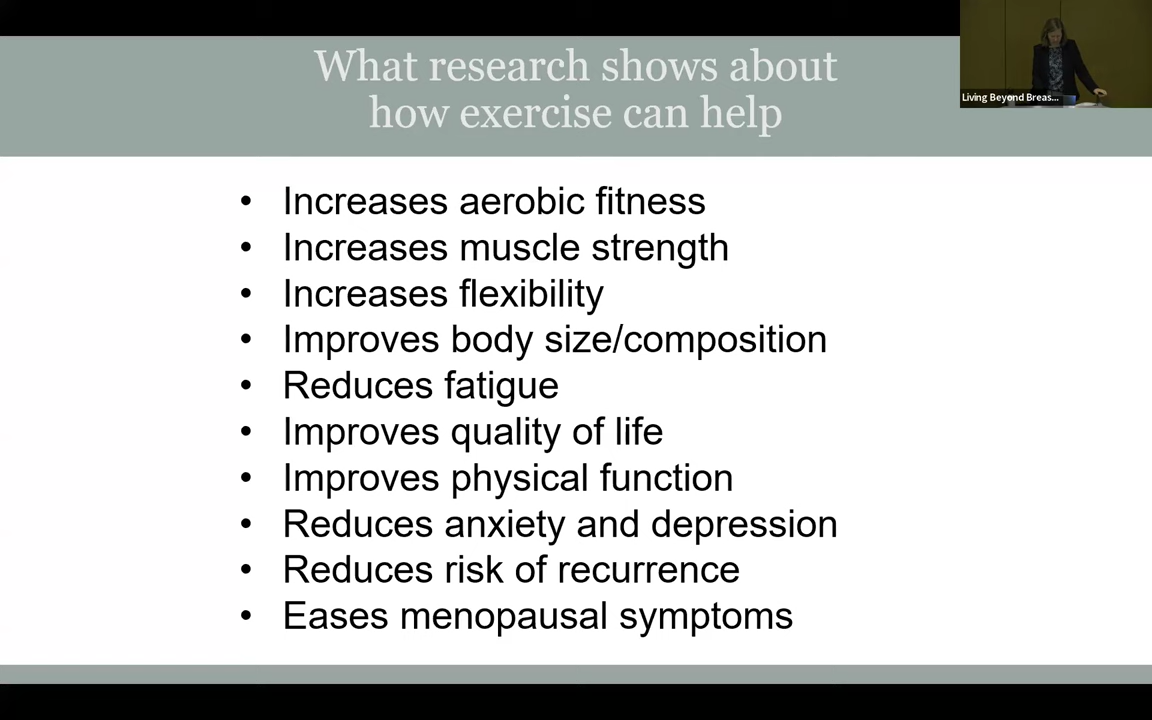 What research shows about
how exercise can help
Living Beyond Breas...
• Increases aerobic fitness
• Increases muscle strength
• Increases flexibility
• Improves body size/composition
• Reduces fatigue
• Improves quality of life
• Improves physical function
• Reduces anxiety and depression
• Reduces risk of recurrence
• Eases menopausal symptoms